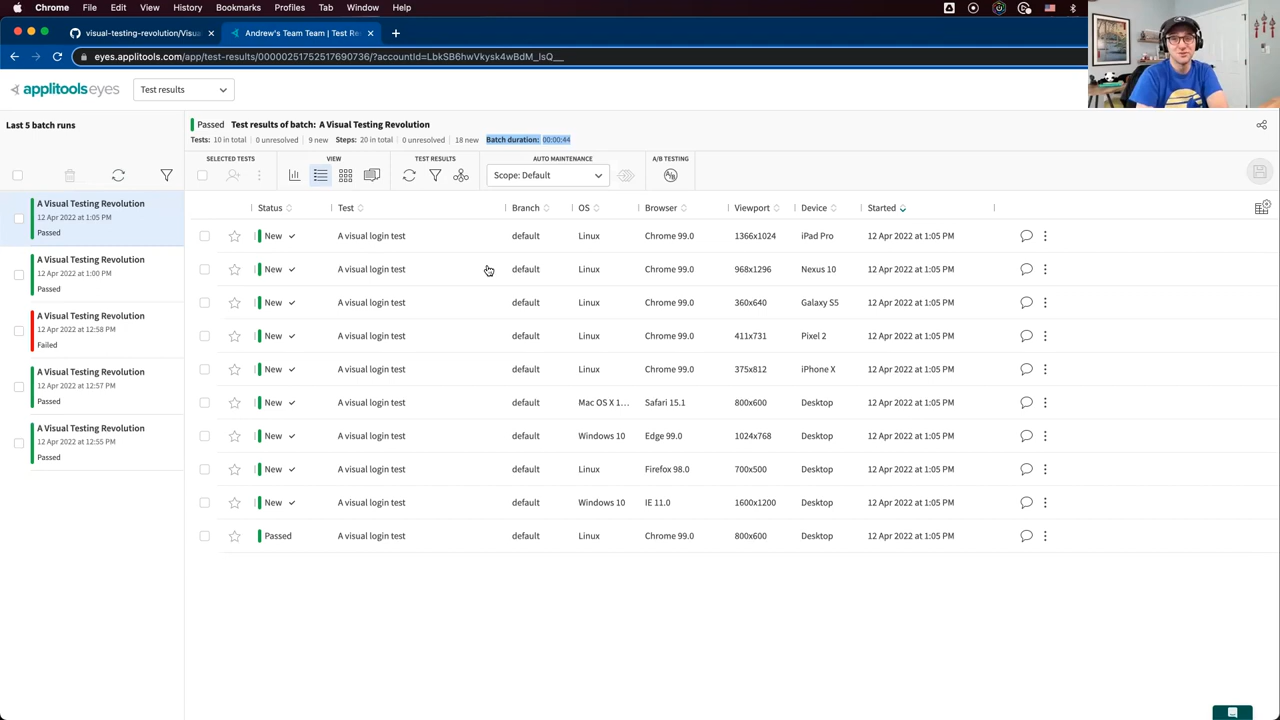 Chrome File Edit View History Bookmarks Profiles Tab Window Help
visual-testing-revolution/Visu
Andrew's Team Team | Test Re
eyes.applitools.com/app/test-results/00000251752517690736/?accountId=LbkSB6hwVkysk4wBdM_IsQ__
applitools eyes
Test results
Last 5 batch runs
Passed Test results of batch: A Visual Testing Revolution
Tests: 10 in total 0 unresolved 9 new Steps: 20 in total 0 unresolved 18 new Batch duration: 00:00:44
SELECTED TESTS VIEW TEST RESULTS AUTO MAINTENANCE A/B TESTING
Scope: Default
A Visual Testing Revolution
12 Apr 2022 at 1:05 PM
Passed
A Visual Testing Revolution
12 Apr 2022 at 1:00 PM
Passed
A Visual Testing Revolution
12 Apr 2022 at 12:58 PM
Failed
A Visual Testing Revolution
12 Apr 2022 at 12:57 PM
Passed
A Visual Testing Revolution
12 Apr 2022 at 12:55 PM
Passed
Status Test Branch OS Browser Viewport Device Started
New A visual login test default Linux Chrome 99.0 1366x1024 iPad Pro 12 Apr 2022 at 1:05 PM
New A visual login test default Linux Chrome 99.0 968x1296 Nexus 10 12 Apr 2022 at 1:05 PM
New A visual login test default Linux Chrome 99.0 360x640 Galaxy S5 12 Apr 2022 at 1:05 PM
New A visual login test default Linux Chrome 99.0 411x731 Pixel 2 12 Apr 2022 at 1:05 PM
New A visual login test default Linux Chrome 99.0 375x812 iPhone X 12 Apr 2022 at 1:05 PM
New A visual login test default Mac OS X 1... Safari 15.1 800x600 Desktop 12 Apr 2022 at 1:05 PM
New A visual login test default Windows 10 Edge 99.0 1024x768 Desktop 12 Apr 2022 at 1:05 PM
New A visual login test default Linux Firefox 98.0 700x500 Desktop 12 Apr 2022 at 1:05 PM
New A visual login test default Windows 10 IE 11.0 1600x1200 Desktop 12 Apr 2022 at 1:05 PM
Passed A visual login test default Linux Chrome 99.0 800x600 Desktop 12 Apr 2022 at 1:05 PM